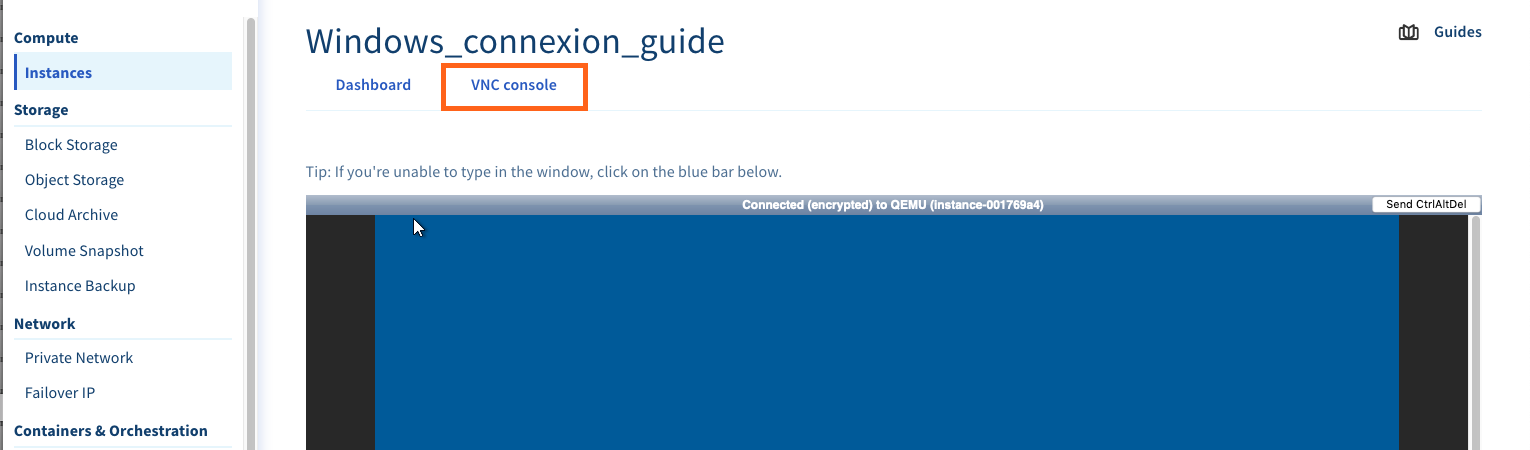 Compute
Instances
Storage
Block Storage
Object Storage
Cloud Archive
Volume Snapshot
Instance Backup
Network
Private Network
Failover IP
Containers & Orchestration
Windows_connexion_guide
Guides
Dashboard
VNC console
Tip: If you're unable to type in the window, click on the blue bar below.
Connected (encrypted) to QEMU (instance-001769a4)
Send CtrlAltDel